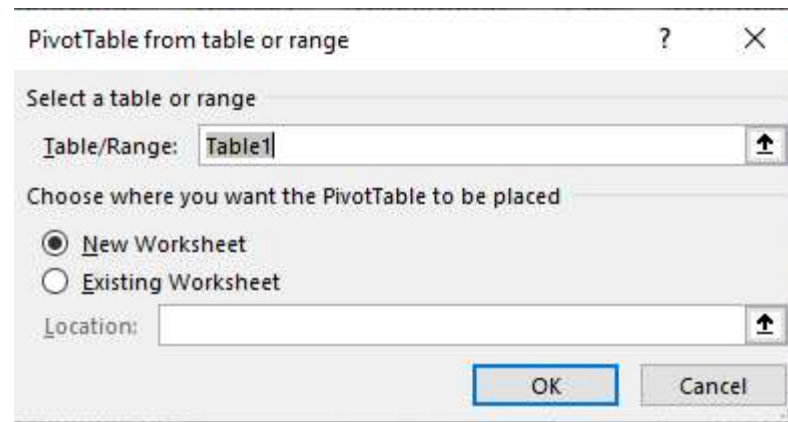 PivotTable from table or range ? ×
Select a table or range
Table/Range: Table1
Choose where you want the PivotTable to be placed
New Worksheet
Existing Worksheet
Location:
OK Cancel